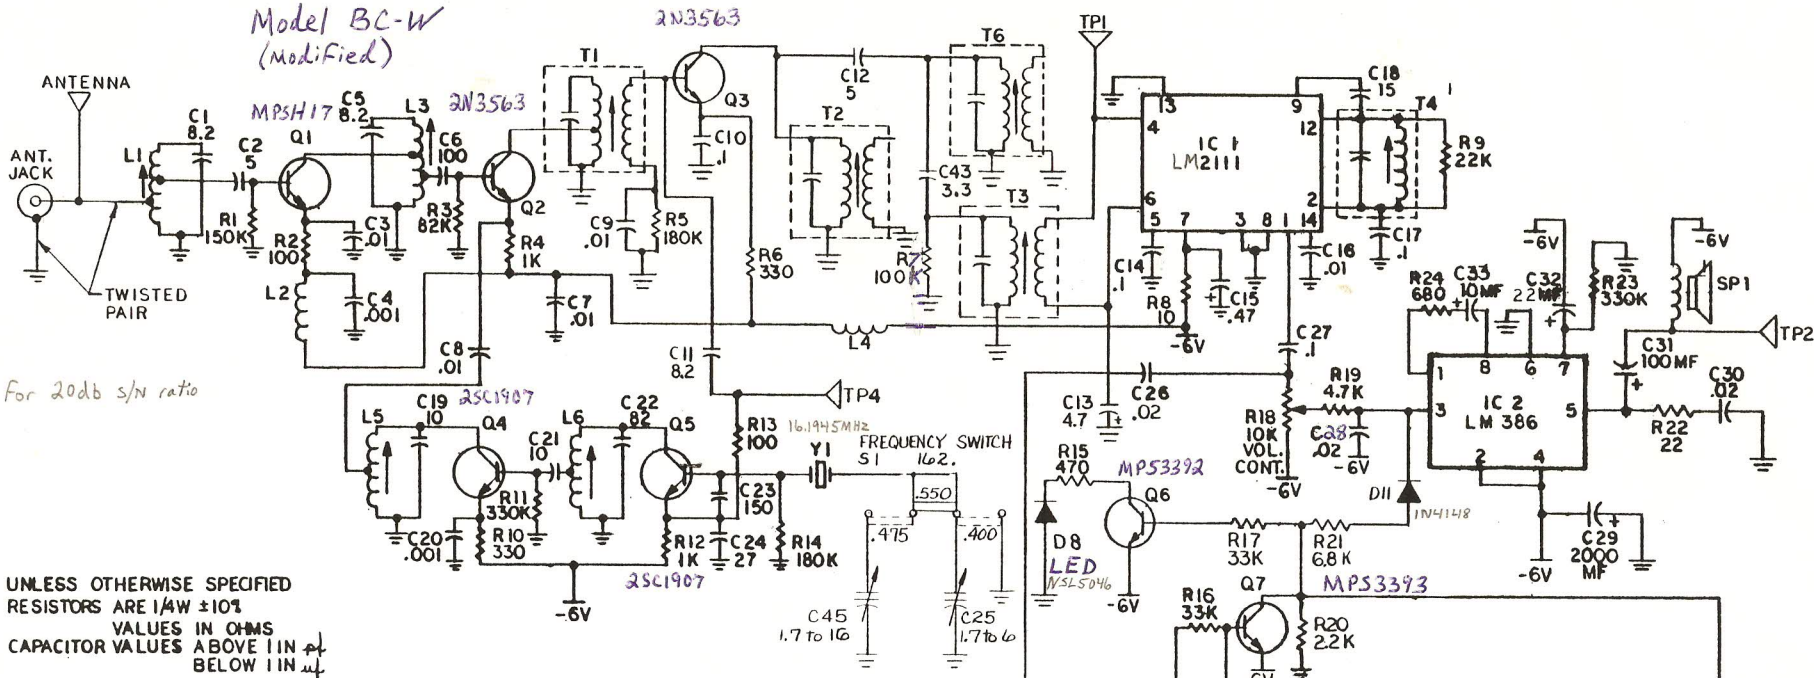 Model BC-W
(Modified)
2N3563
TP1
ANTENNA
MPSH17
2N3563
T1
Q3
C12
5
T6
C18
15
T4
C1
8.2
C5
8.2
L3
C6
100
C10
.1
T2
13
9
4
12
IC 1
LM2111
R9
22K
ANT.
JACK
L1
C2
5
Q1
Q2
C43
3.3
T3
6
2
5
7
3
8
1
14
R1
150K
R2
100
C3
.01
R3
82K
R4
1K
C9
.01
R5
180K
R6
330
R7
100K
C14
.1
C16
.01
C17
.1
R8
10
C15
.47
-6V
TWISTED
PAIR
L2
C4
.001
C7
.01
L4
-6V
C27
.1
R24
680
C33
10MF
C32
22MF
R23
330K
-6V
SP1
TP2
C8
.01
C11
8.2
TP4
C31
100MF
C30
.02
For 20db S/N ratio
2SC1907
C26
.02
C13
4.7
R18
10K
VOL.
CONT.
-6V
R19
4.7K
C28
.02
-6V
1
8
6
7
3
5
2
4
IC 2
LM 386
R22
22
L5
C19
10
Q4
C21
10
L6
C22
82
Q5
R13
100
16.1945MHz
Y1
FREQUENCY SWITCH
S1 162.
.550
.475
.400
R15
470
MPS3392
Q6
D11
1N4148
C20
.001
R11
330K
R10
330
C23
150
R12
1K
C24
27
R14
180K
2SC1907
-6V
D8
LED
NSL5046
-6V
R17
33K
R21
6.8K
-6V
C29
2000
MF
UNLESS OTHERWISE SPECIFIED
RESISTORS ARE 1/4W ±10%
VALUES IN OHMS
CAPACITOR VALUES ABOVE 1 IN pf
BELOW 1 IN uf
C45
1.7 to 16
C25
1.7 to 6
R16
33K
Q7
MPS3393
R20
2.2K
-6V